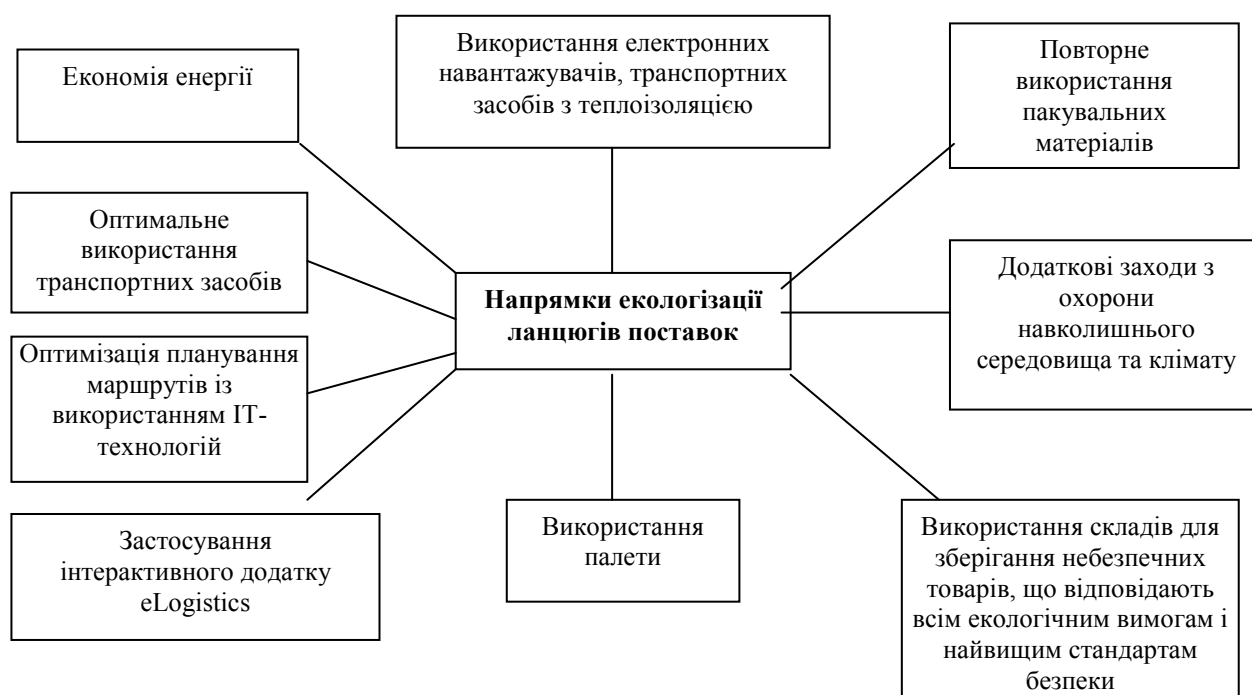 Економія енергії
Використання електронних
навантажувачів, транспортних
засобів з теплоізоляцією
Повторне
використання
пакувальних
матеріалів
Оптимальне
використання
транспортних засобів
Напрямки екологізації
ланцюгів поставок
Додаткові заходи з
охорони
навколишнього
середовища та клімату
Оптимізація планування
маршрутів із
використанням ІТ-
технологій
Застосування
інтерактивного додатку
eLogistics
Використання
палети
Використання складів для
зберігання небезпечних
товарів, що відповідають
всім екологічним вимогам і
найвищим стандартам
безпеки